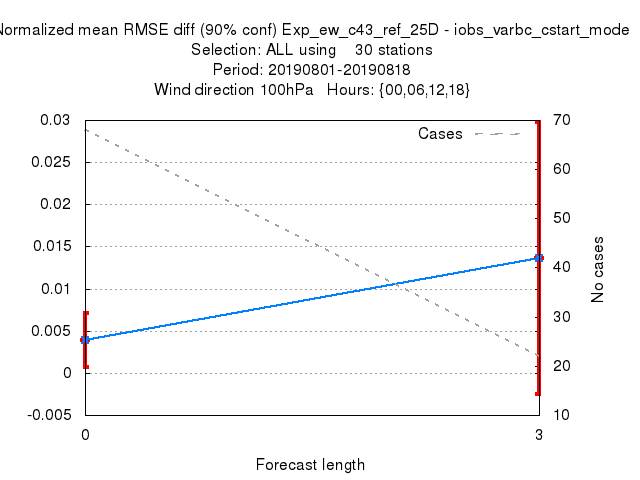 Normalized mean RMSE diff (90% conf) Exp_ew_c43_ref_25D - iobs_varbc_cstart_mode
Selection: ALL using 30 stations
Period: 20190801-20190818
Wind direction 100hPa Hours: {00,06,12,18}
Cases
0.03
0.025
0.02
0.015
0.01
0.005
0
-0.005
70
60
50
40
30
20
10
No cases
0
3
Forecast length